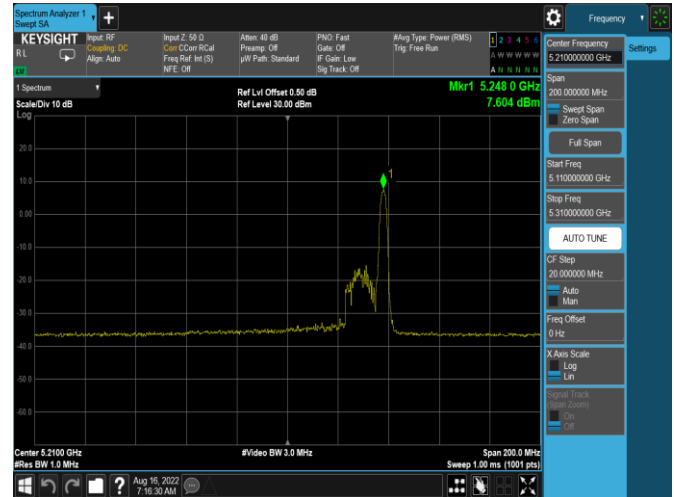 Spectrum Analyzer 1
Swept SA
+
Frequency
KEYSIGHT
RL
Input: RF
Coupling: DC
Align: Auto
Input Z: 50 Ω
Corr CCorr RCal
Freq Ref: Int (S)
NFE: Off
Atten: 40 dB
Preamp: Off
µW Path: Standard
PNO: Fast
Gate: Off
IF Gain: Low
Sig Track: Off
#Avg Type: Power (RMS)
Trig: Free Run
1 2 3 4 5 6
A W W W W W
A N N N N N
1 Spectrum
Scale/Div 10 dB
Log
Ref Lvl Offset 0.50 dB
Ref Level 30.00 dBm
Mkr1 5.248 0 GHz
7.604 dBm
1
20.0
10.0
0.00
-10.0
-20.0
-30.0
-40.0
-50.0
-60.0
Center 5.2100 GHz
#Res BW 1.0 MHz
#Video BW 3.0 MHz
Span 200.0 MHz
Sweep 1.00 ms (1001 pts)
Aug 16, 2022
7:16:30 AM
Center Frequency
5.210000000 GHz
Settings
Span
200.000000 MHz
Swept Span
Zero Span
Full Span
Start Freq
5.110000000 GHz
Stop Freq
5.310000000 GHz
AUTO TUNE
CF Step
20.000000 MHz
Auto
Man
Freq Offset
0 Hz
X Axis Scale
Log
Lin
Signal Track
(Span Zoom)
On
Off